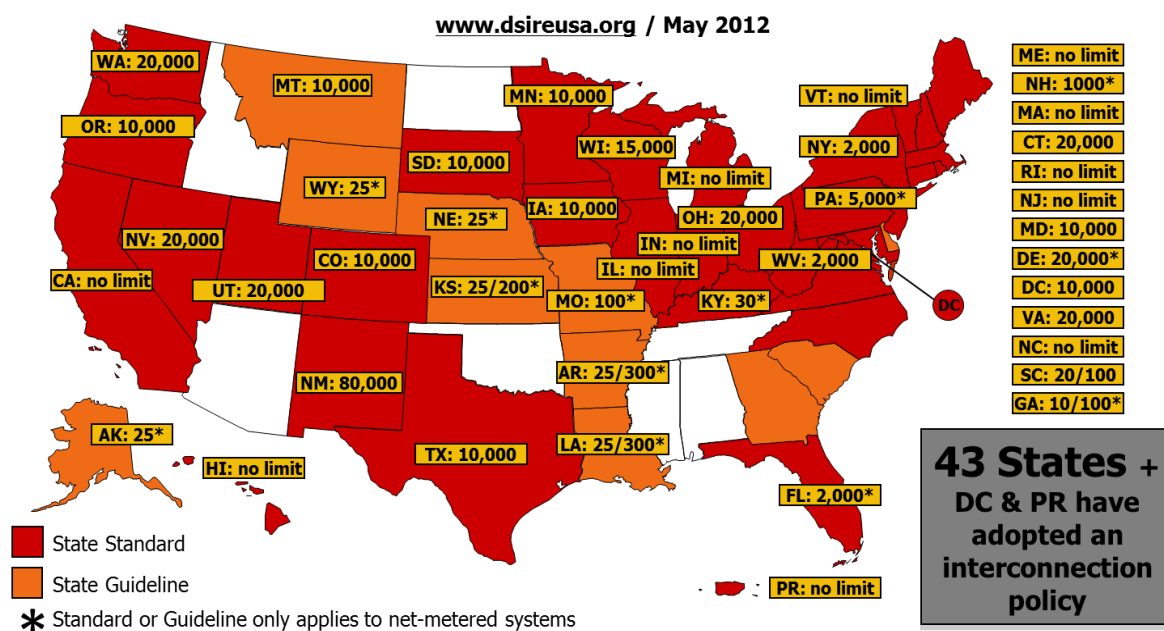 www.dsireusa.org / May 2012
WA: 20,000
MT: 10,000
MN: 10,000
VT: no limit
ME: no limit
NH: 1000*
MA: no limit
CT: 20,000
RI: no limit
NJ: no limit
MD: 10,000
DE: 20,000*
DC: 10,000
VA: 20,000
NC: no limit
SC: 20/100
GA: 10/100*
OR: 10,000
SD: 10,000
WI: 15,000
NY: 2,000
WY: 25*
MI: no limit
PA: 5,000*
NE: 25*
IA: 10,000
OH: 20,000
NV: 20,000
CO: 10,000
IN: no limit
WV: 2,000
CA: no limit
UT: 20,000
KS: 25/200*
IL: no limit
MO: 100*
KY: 30*
DC
NM: 80,000
AR: 25/300*
AK: 25*
HI: no limit
TX: 10,000
LA: 25/300*
FL: 2,000*
PR: no limit
43 States +
DC & PR have
adopted an
interconnection
policy
State Standard
State Guideline
* Standard or Guideline only applies to net-metered systems